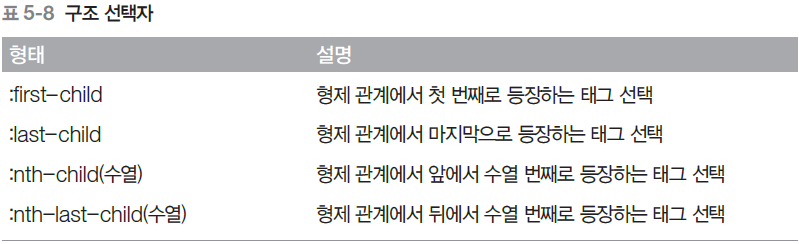 표 5-8 구조 선택자
형태 설명
:first-child 형제 관계에서 첫 번째로 등장하는 태그 선택
:last-child 형제 관계에서 마지막으로 등장하는 태그 선택
:nth-child(수열) 형제 관계에서 앞에서 수열 번째로 등장하는 태그 선택
:nth-last-child(수열) 형제 관계에서 뒤에서 수열 번째로 등장하는 태그 선택